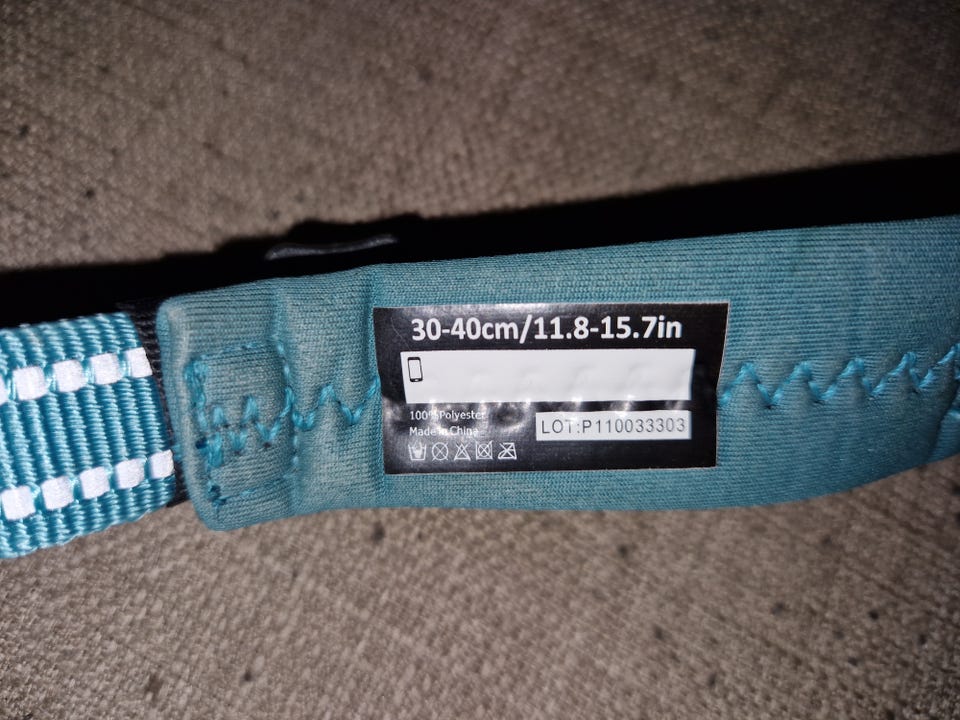 30-40cm/11.8-15.7in
100% Polyester
Made in China
LOT:P110033303